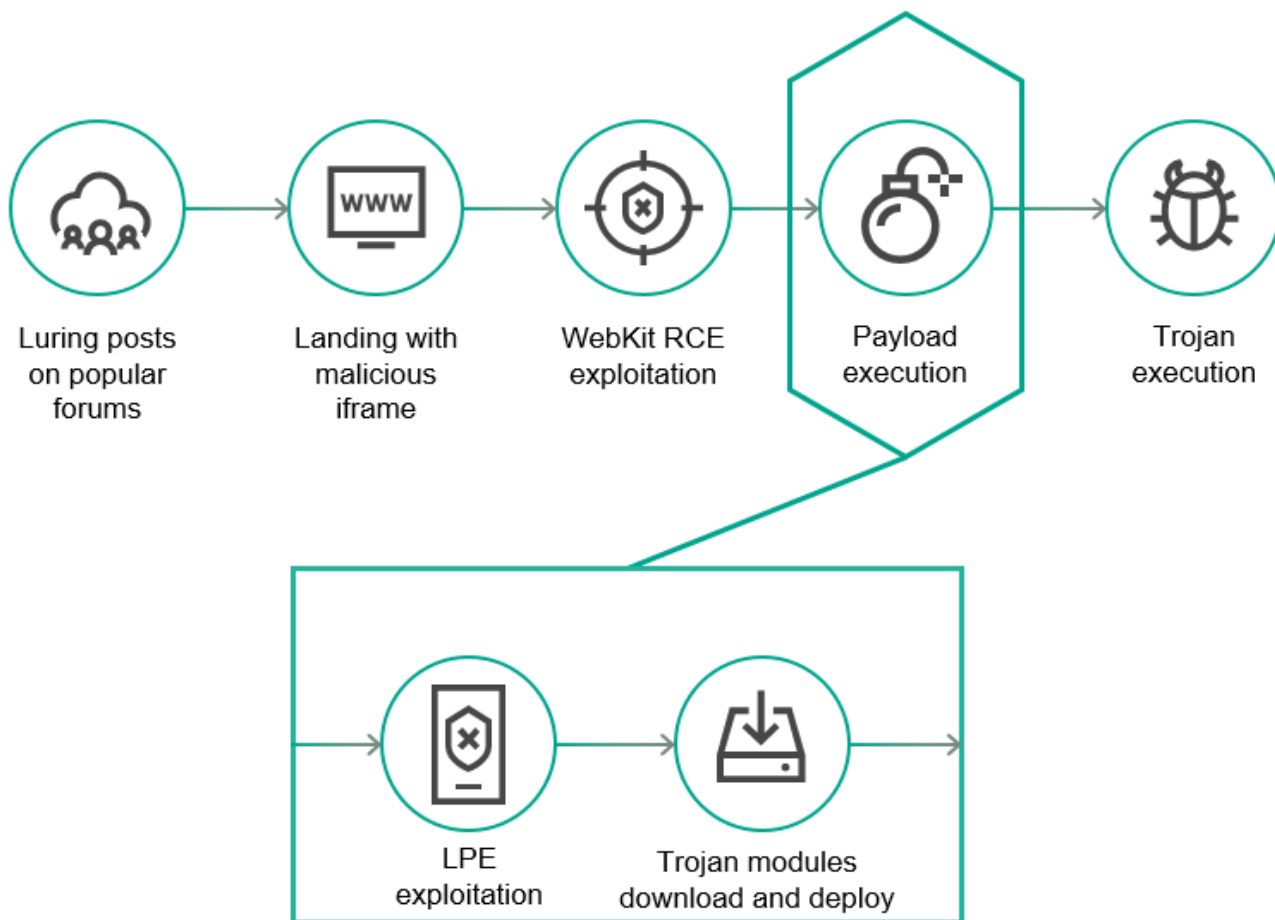 WWW
Luring posts
on popular
forums
Landing with
malicious
iframe
WebKit RCE
exploitation
Payload
execution
Trojan
execution
LPE
exploitation
Trojan modules
download and deploy